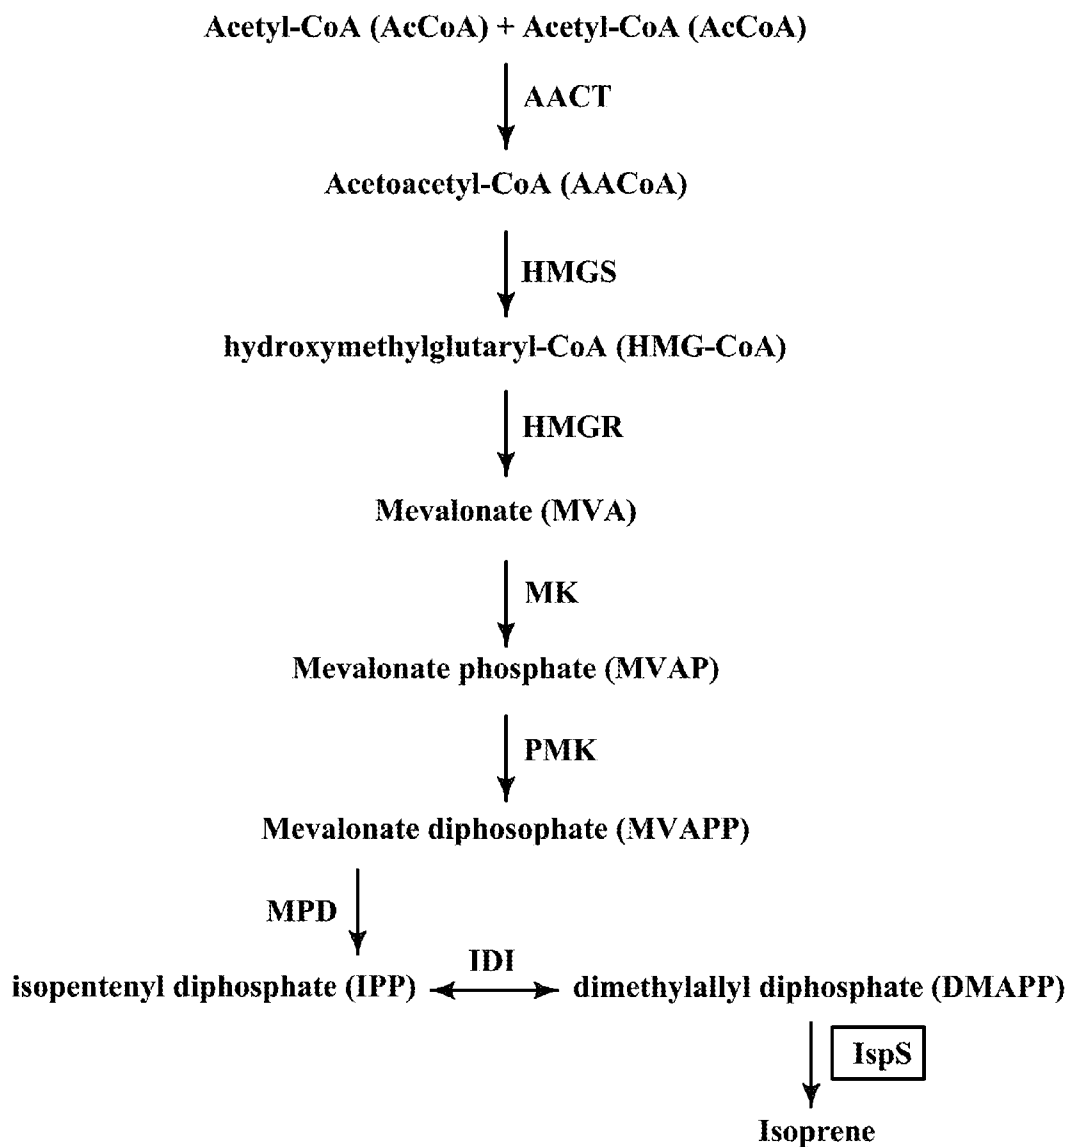 Acetyl-CoA (AcCoA) + Acetyl-CoA (AcCoA)
AACT
Acetoacetyl-CoA (AACoA)
HMGS
hydroxymethylglutaryl-CoA (HMG-CoA)
HMGR
Mevalonate (MVA)
MK
Mevalonate phosphate (MVAP)
PMK
Mevalonate diphosophate (MVAPP)
MPD
IDI
isopentenyl diphosphate (IPP) dimethylallyl diphosphate (DMAPP)
IspS
Isoprene